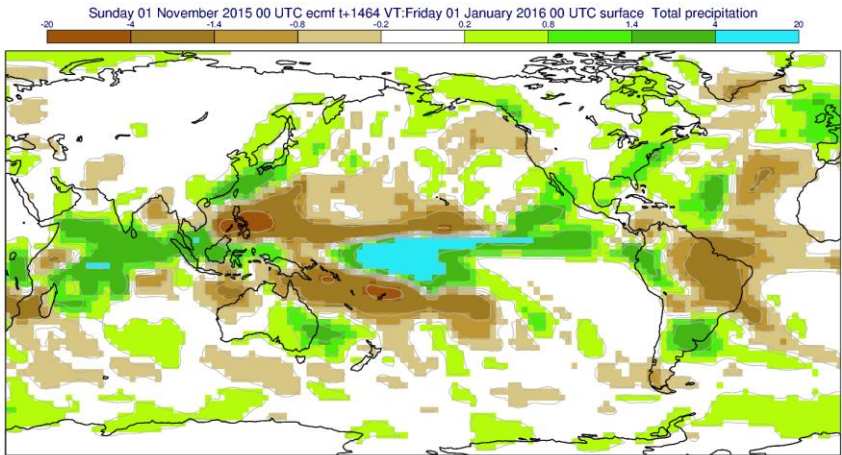 Sunday 01 November 2015 00 UTC ecmf t+1464 VT:Friday 01 January 2016 00 UTC surface Total precipitation
-20 -4 -1.4 -0.8 -0.2 0.2 0.8 1.4 4 20